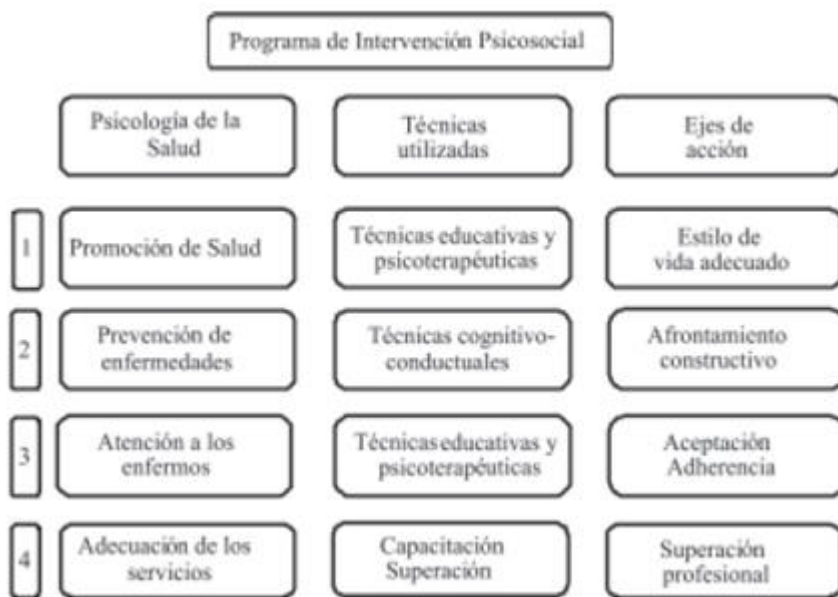 Programa de Intervención Psicosocial
Psicología de la
Salud
Técnicas
utilizadas
Ejes de
acción
1
Promoción de Salud
Técnicas educativas y
psicoterapéuticas
Estilo de
vida adecuado
2
Prevención de
enfermedades
Técnicas cognitivo-
conductuales
Afrontamiento
constructivo
3
Atención a los
enfermos
Técnicas educativas y
psicoterapéuticas
Aceptación
Adherencia
4
Adecuación de los
servicios
Capacitación
Superación
Superación
profesional